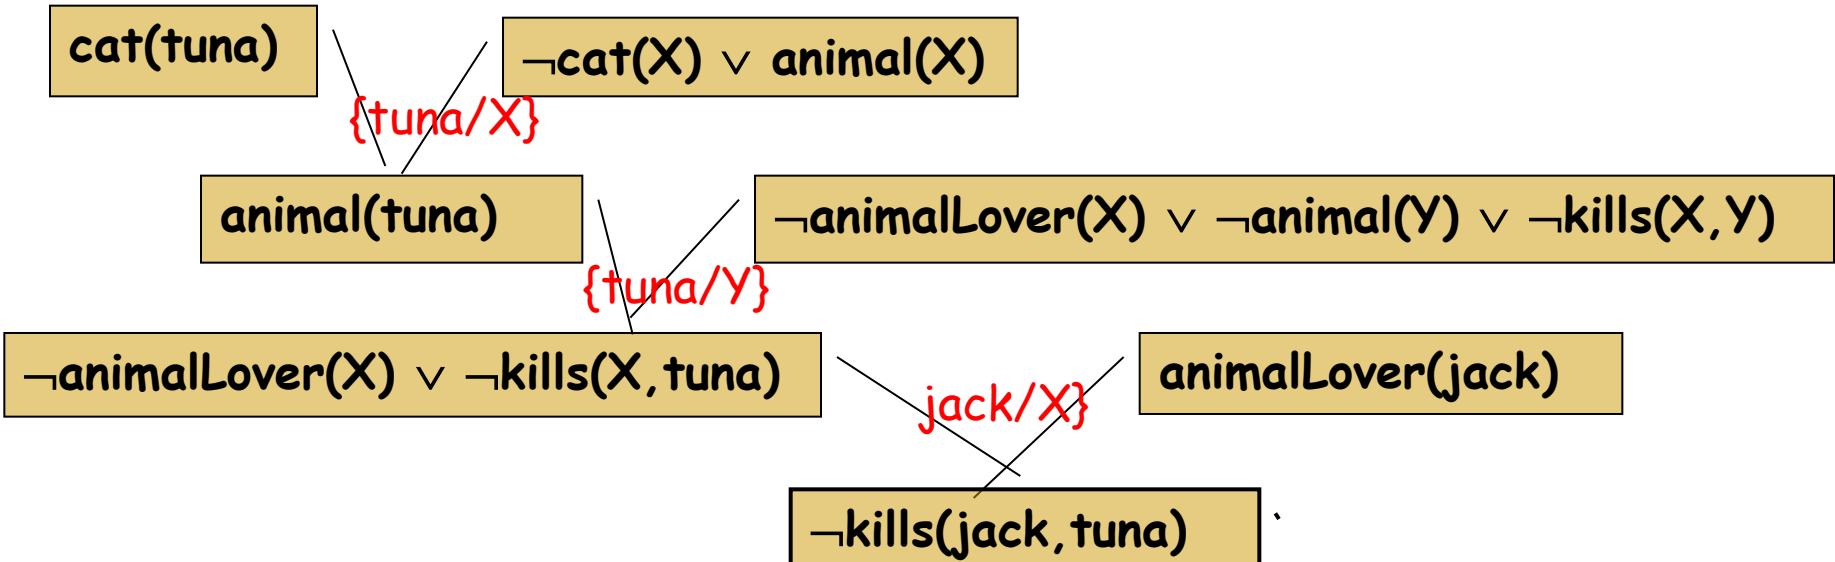 cat(tuna)
¬cat(X) ∨ animal(X)
{tuna/X}
animal(tuna)
¬animalLover(X) ∨ ¬animal(Y) ∨ ¬kills(X,Y)
{tuna/Y}
¬animalLover(X) ∨ ¬kills(X,tuna)
animalLover(jack)
jack/X}
¬kills(jack,tuna)